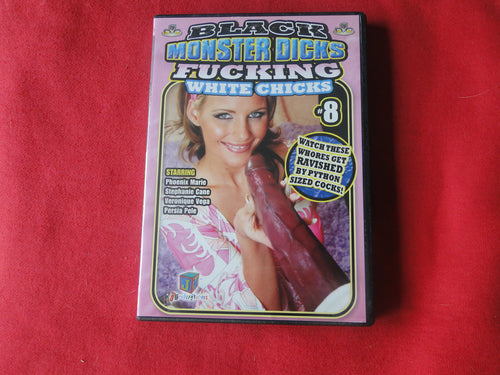 BLACK
MONSTER DICKS
FUCKING
WHITE CHICKS
#8
WATCH THESE
WHORES GET
RAVISHED
BY PYTHON
SIZED COCKS!
STARRING
Phoenix Marie
Stephanie Cane
Veronique Vega
Persia Pele